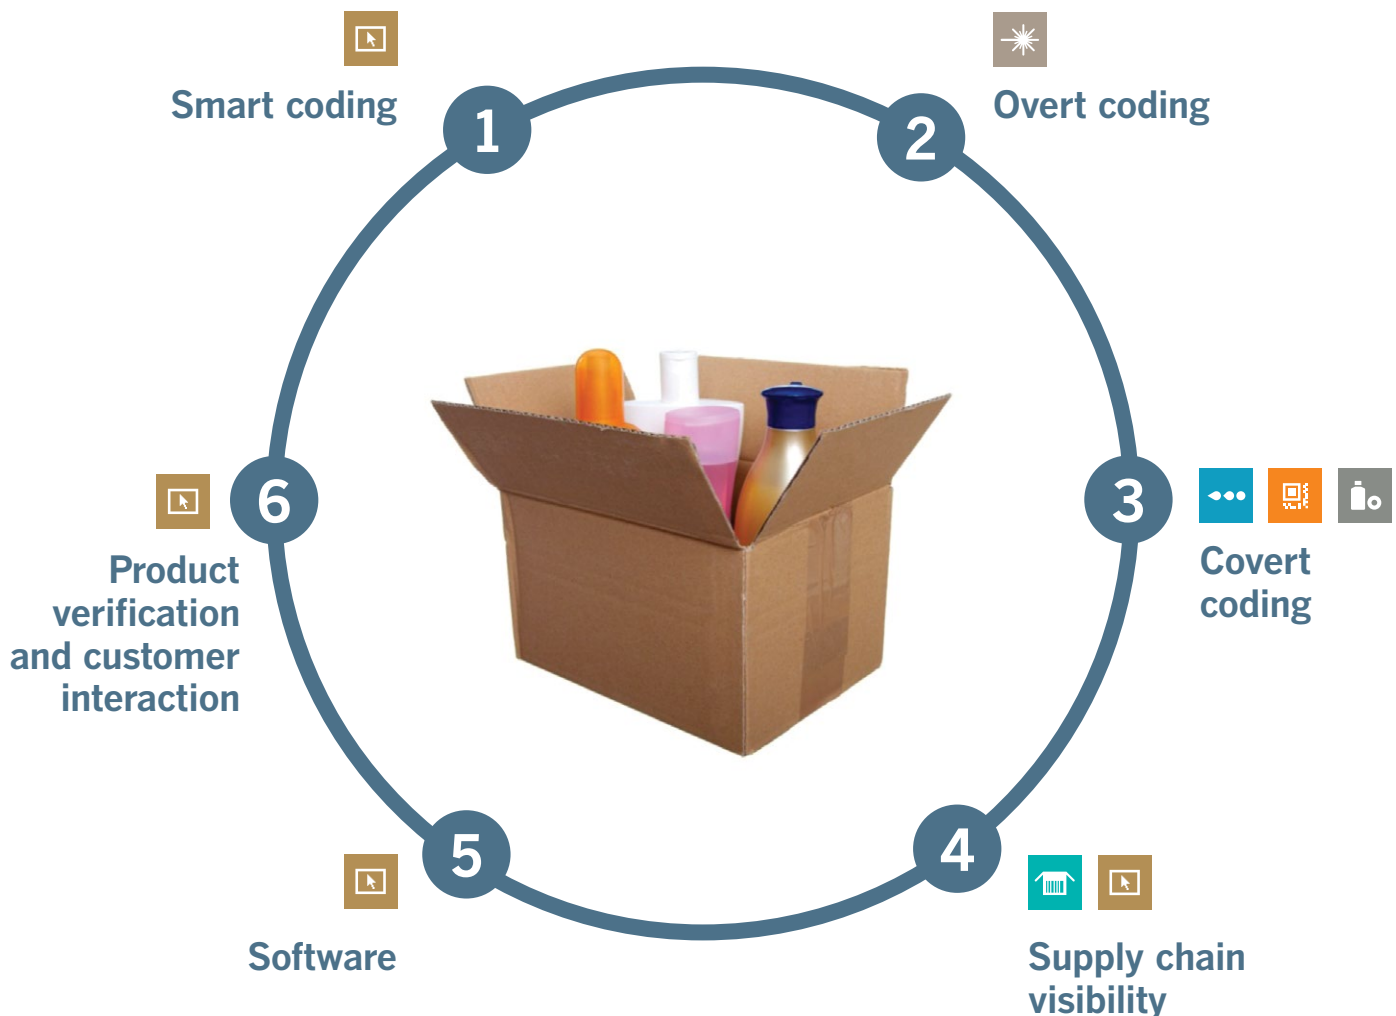 1
Smart coding
2
Overt coding
3
Covert
coding
4
Supply chain
visibility
5
Software
6
Product
verification
and customer
interaction